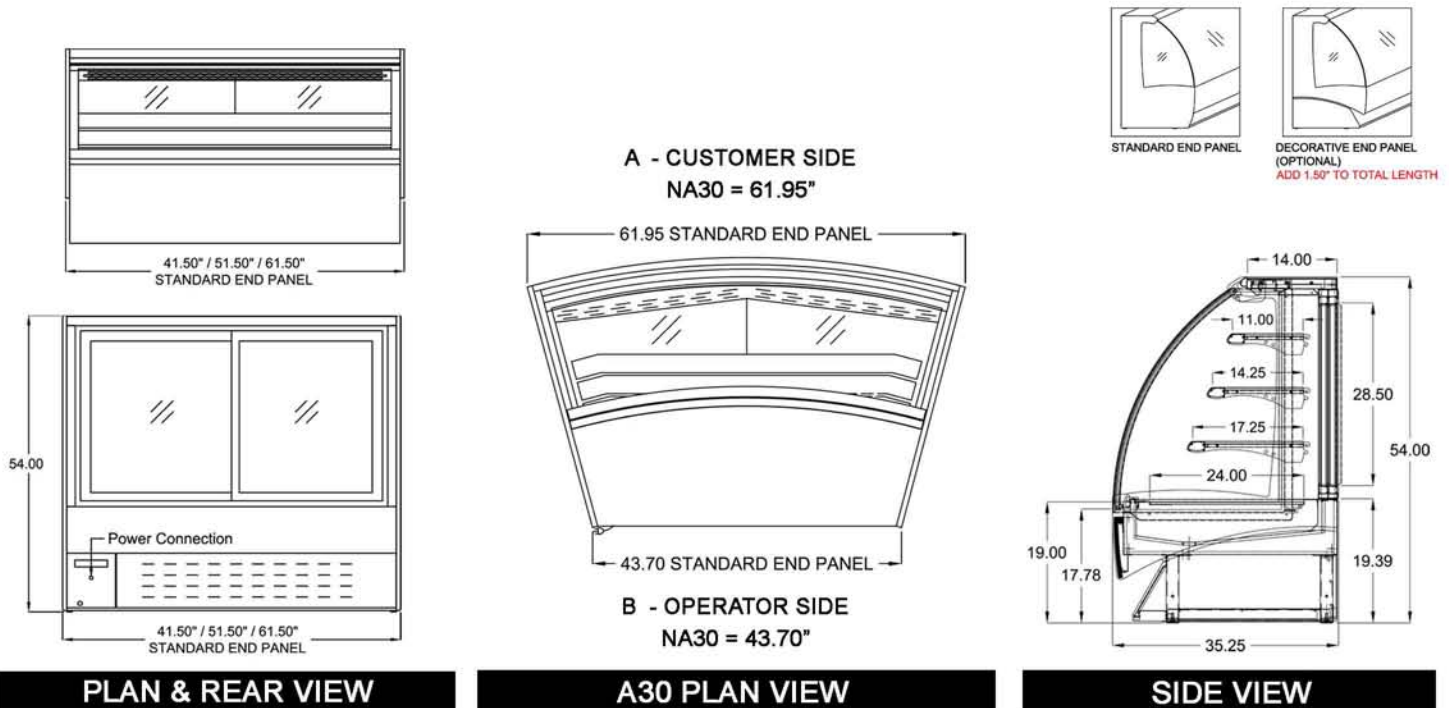 41.50" / 51.50" / 61.50"
STANDARD END PANEL
54.00
Power Connection
41.50" / 51.50" / 61.50"
STANDARD END PANEL
PLAN & REAR VIEW
A - CUSTOMER SIDE
NA30 = 61.95"
61.95 STANDARD END PANEL
43.70 STANDARD END PANEL
B - OPERATOR SIDE
NA30 = 43.70"
A30 PLAN VIEW
STANDARD END PANEL
DECORATIVE END PANEL
(OPTIONAL)
ADD 1.50" TO TOTAL LENGTH
14.00
11.00
14.25
28.50
17.25
54.00
24.00
19.00
17.78
19.39
35.25
SIDE VIEW